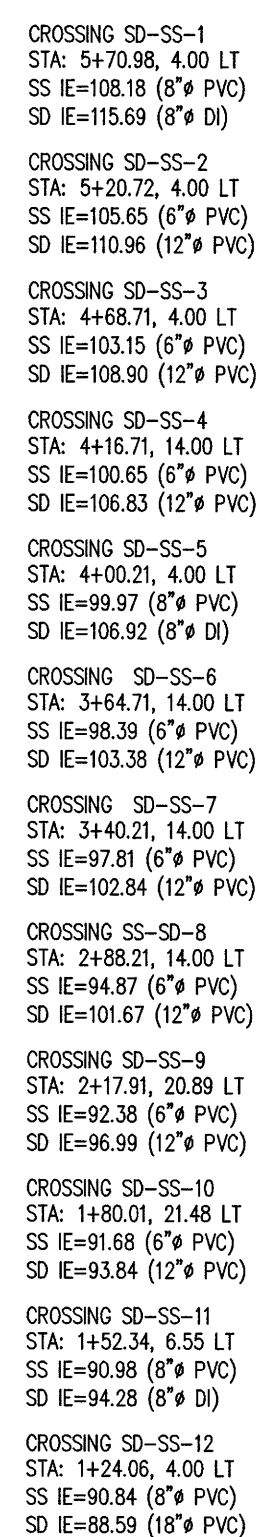 CROSSING SD-SS-1
STA: 5+70.98, 4.00 LT
SS IE=108.18 (8"ø PVC)
SD IE=115.69 (8"ø DI)
CROSSING SD-SS-2
STA: 5+20.72, 4.00 LT
SS IE=105.65 (6"ø PVC)
SD IE=110.96 (12"ø PVC)
CROSSING SD-SS-3
STA: 4+68.71, 4.00 LT
SS IE=103.15 (6"ø PVC)
SD IE=108.90 (12"ø PVC)
CROSSING SD-SS-4
STA: 4+16.71, 14.00 LT
SS IE=100.65 (6"ø PVC)
SD IE=106.83 (12"ø PVC)
CROSSING SD-SS-5
STA: 4+00.21, 4.00 LT
SS IE=99.97 (8"ø PVC)
SD IE=106.92 (8"ø DI)
CROSSING SD-SS-6
STA: 3+64.71, 14.00 LT
SS IE=98.39 (6"ø PVC)
SD IE=103.38 (12"ø PVC)
CROSSING SD-SS-7
STA: 3+40.21, 14.00 LT
SS IE=97.81 (6"ø PVC)
SD IE=102.84 (12"ø PVC)
CROSSING SS-SD-8
STA: 2+88.21, 14.00 LT
SS IE=94.87 (6"ø PVC)
SD IE=101.67 (12"ø PVC)
CROSSING SD-SS-9
STA: 2+17.91, 20.89 LT
SS IE=92.38 (6"ø PVC)
SD IE=96.99 (12"ø PVC)
CROSSING SD-SS-10
STA: 1+80.01, 21.48 LT
SS IE=91.68 (6"ø PVC)
SD IE=93.84 (12"ø PVC)
CROSSING SD-SS-11
STA: 1+52.34, 6.55 LT
SS IE=90.98 (8"ø PVC)
SD IE=94.28 (8"ø DI)
CROSSING SD-SS-12
STA: 1+24.06, 4.00 LT
SS IE=90.84 (8"ø PVC)
SD IE=88.59 (18"ø PVC)